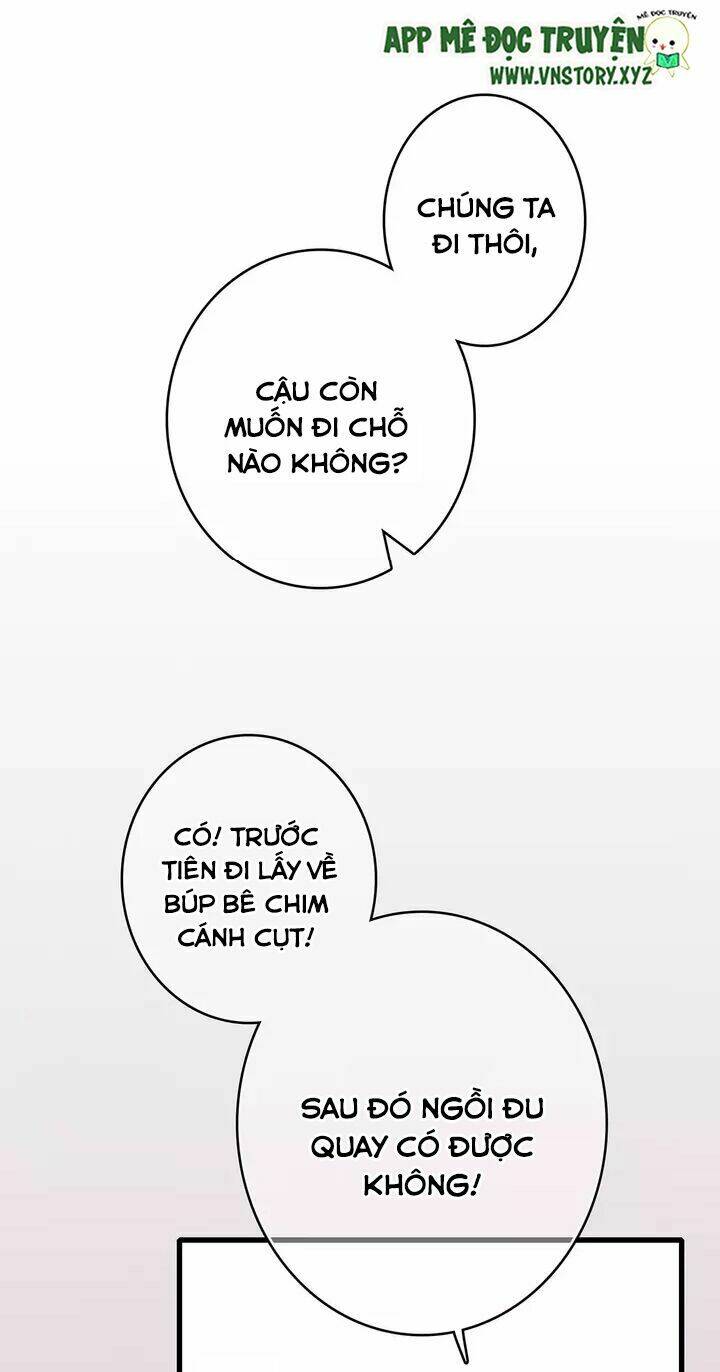 MÊ ĐỌC TRUYỆN
APP MÊ ĐỌC TRUYỆN
WWW.VNSTORY.XYZ
CHÚNG TA
ĐI THÔI,
CẬU CÒN
MUỐN ĐI CHỖ
NÀO KHÔNG?
CÓ! TRƯỚC
TIÊN ĐI LẤY VỀ
BÚP BÊ CHIM
CÁNH CỤT!
SAU ĐÓ NGỒI ĐU
QUAY CÓ ĐƯỢC
KHÔNG!